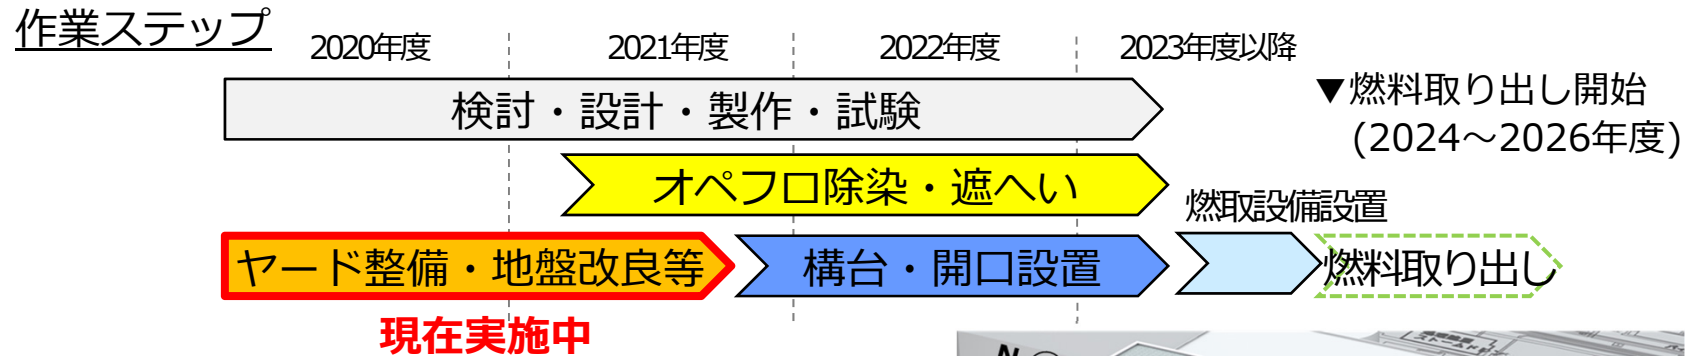 作業ステップ
2020年度 2021年度 2022年度 2023年度以降
検討・設計・製作・試験
▼燃料取り出し開始
(2024～2026年度)
オペフロ除染・遮へい
燃取設備設置
ヤード整備・地盤改良等 構台・開口設置 燃料取り出し
現在実施中
N